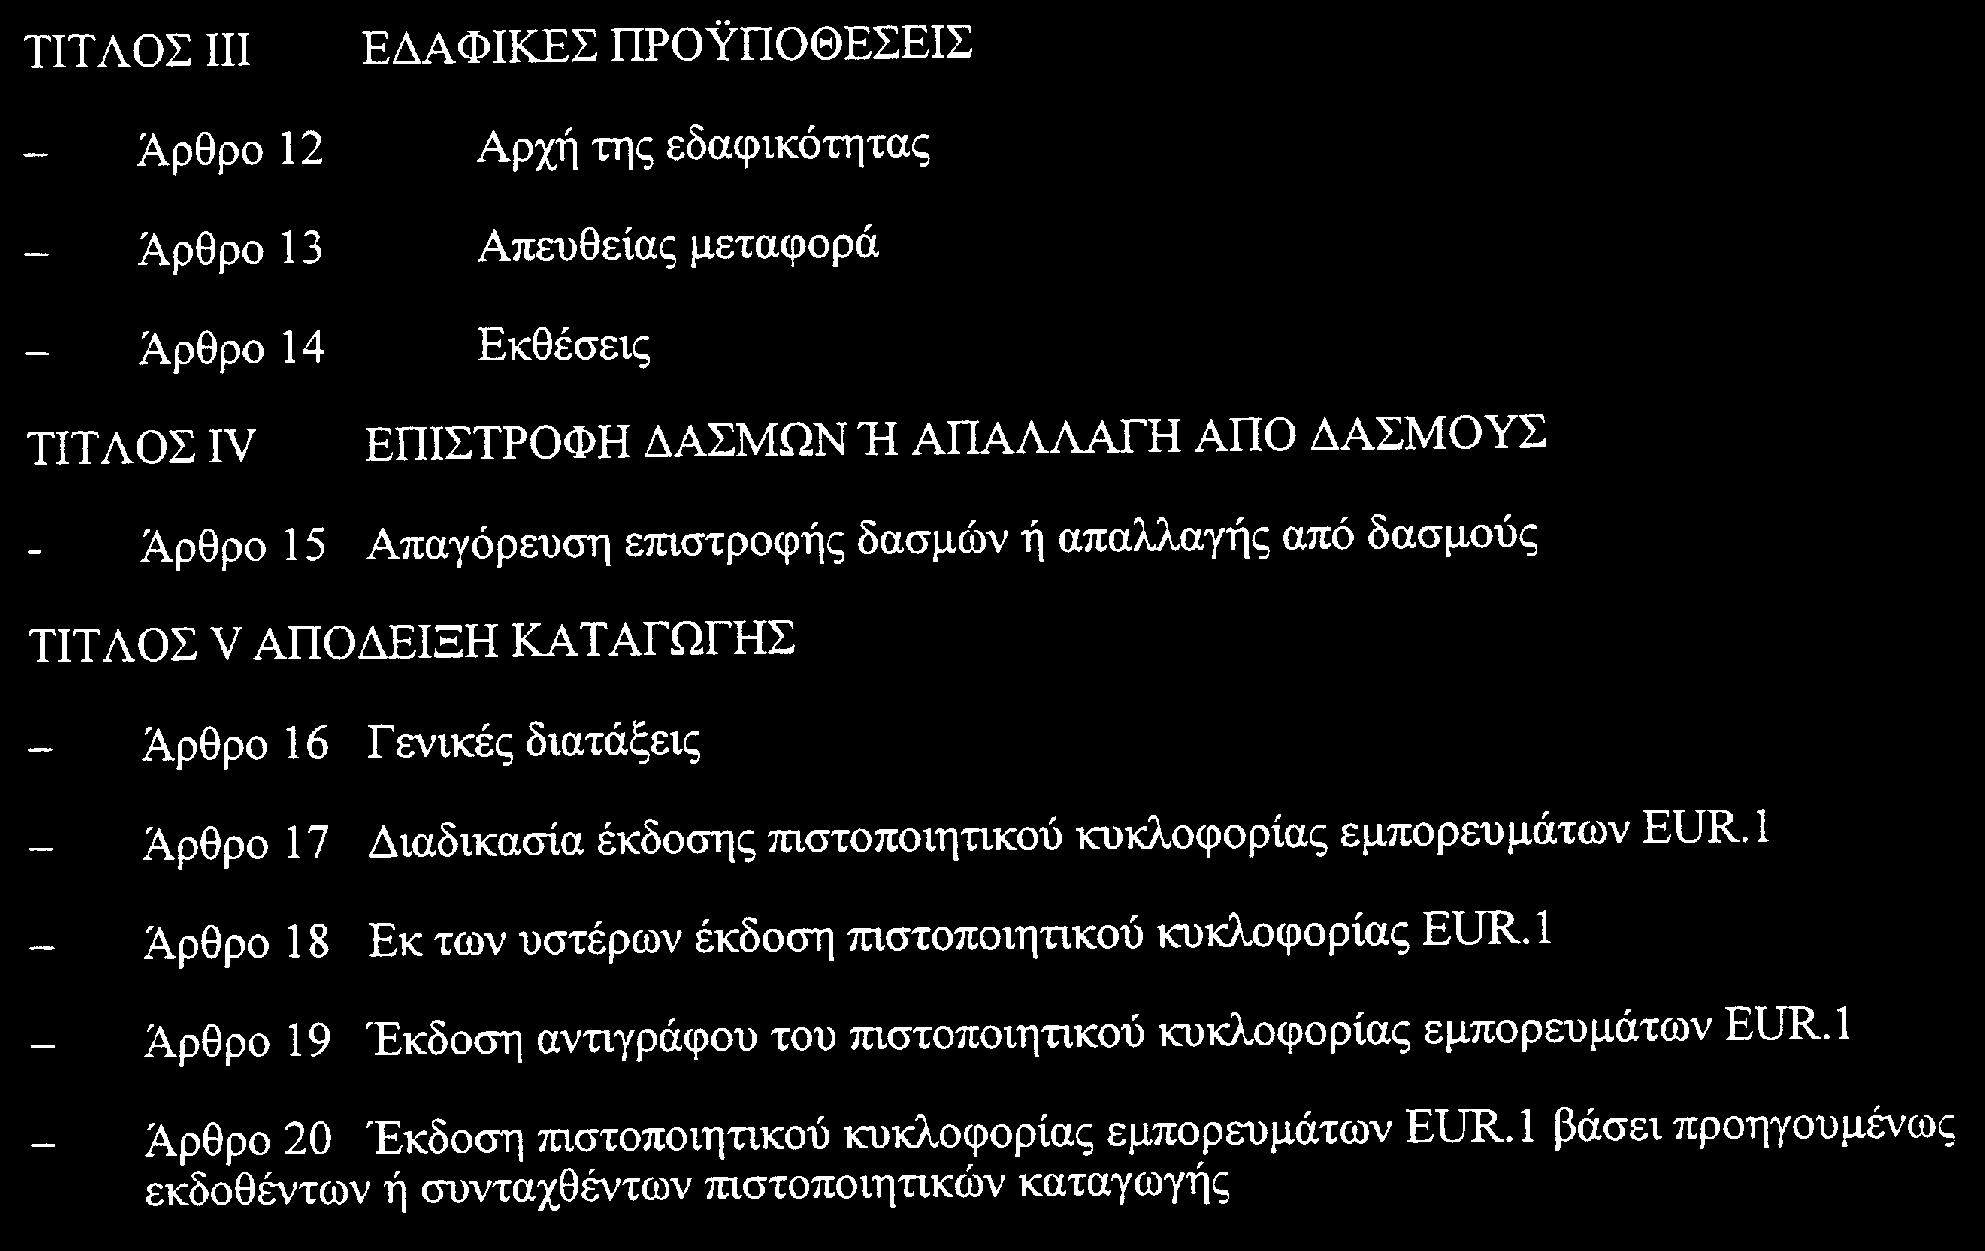 ΤΙΤΛΟΣ III ΕΔΑΦΙΚΕΣ ΠΡΟΫΠΟΘΕΣΕΙΣ
– Άρθρο 12 Αρχή της εδαφικότητας
– Άρθρο 13 Απευθείας μεταφορά
– Άρθρο 14 Εκθέσεις
ΤΙΤΛΟΣ IV ΕΠΙΣΤΡΟΦΗ ΔΑΣΜΩΝ Ή ΑΠΑΛΛΑΓΗ ΑΠΟ ΔΑΣΜΟΥΣ
- Άρθρο 15 Απαγόρευση επιστροφής δασμών ή απαλλαγής από δασμούς
ΤΙΤΛΟΣ V ΑΠΟΔΕΙΞΗ ΚΑΤΑΓΩΓΗΣ
– Άρθρο 16 Γενικές διατάξεις
– Άρθρο 17 Διαδικασία έκδοσης πιστοποιητικού κυκλοφορίας εμπορευμάτων EUR.1
– Άρθρο 18 Εκ των υστέρων έκδοση πιστοποιητικού κυκλοφορίας EUR.1
– Άρθρο 19 Έκδοση αντιγράφου του πιστοποιητικού κυκλοφορίας εμπορευμάτων EUR.1
– Άρθρο 20 Έκδοση πιστοποιητικού κυκλοφορίας εμπορευμάτων EUR.1 βάσει προηγουμένως
εκδοθέντων ή συνταχθέντων πιστοποιητικών καταγωγής